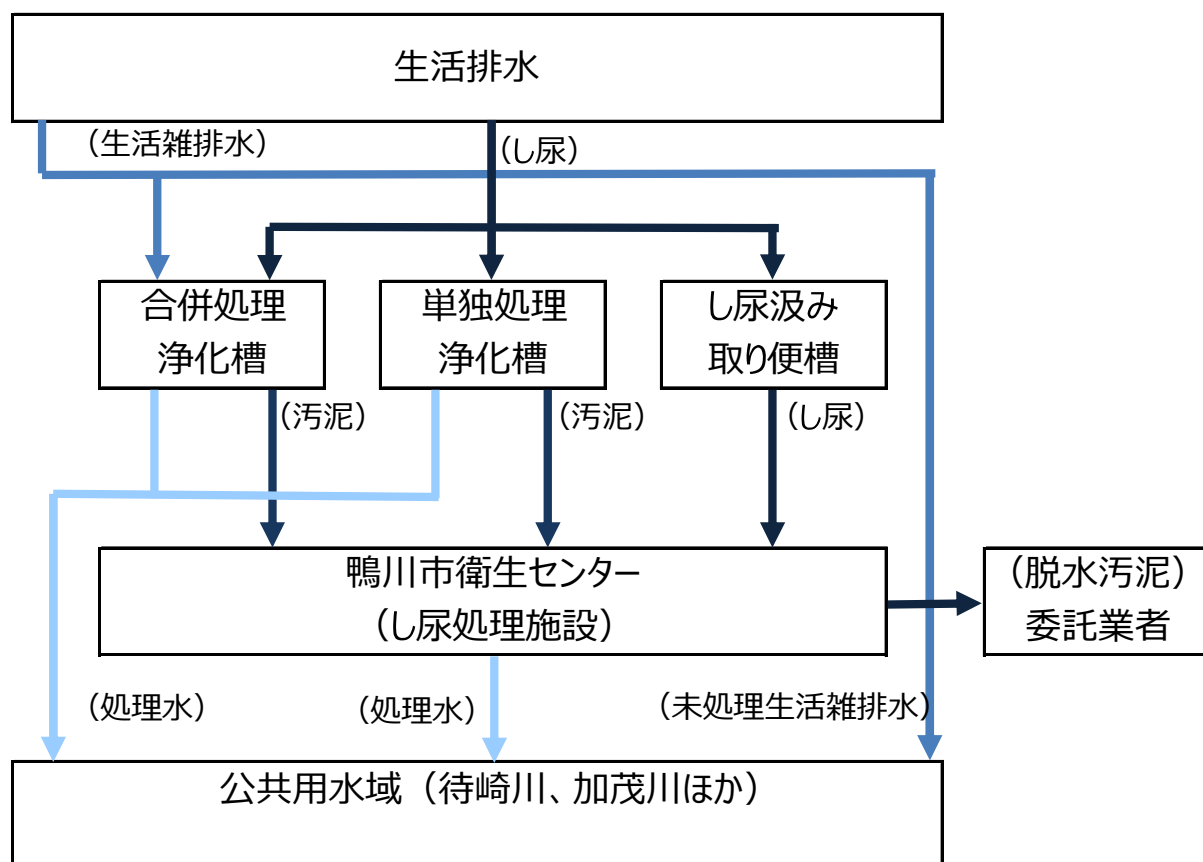 生活排水
（生活雑排水）
（し尿）
合併処理
浄化槽
単独処理
浄化槽
し尿汲み
取り便槽
（汚泥）
（汚泥）
（し尿）
鴨川市衛生センター
（し尿処理施設）
（脱水汚泥）
委託業者
（処理水）
（処理水）
（未処理生活雑排水）
公共用水域（待崎川、加茂川ほか）